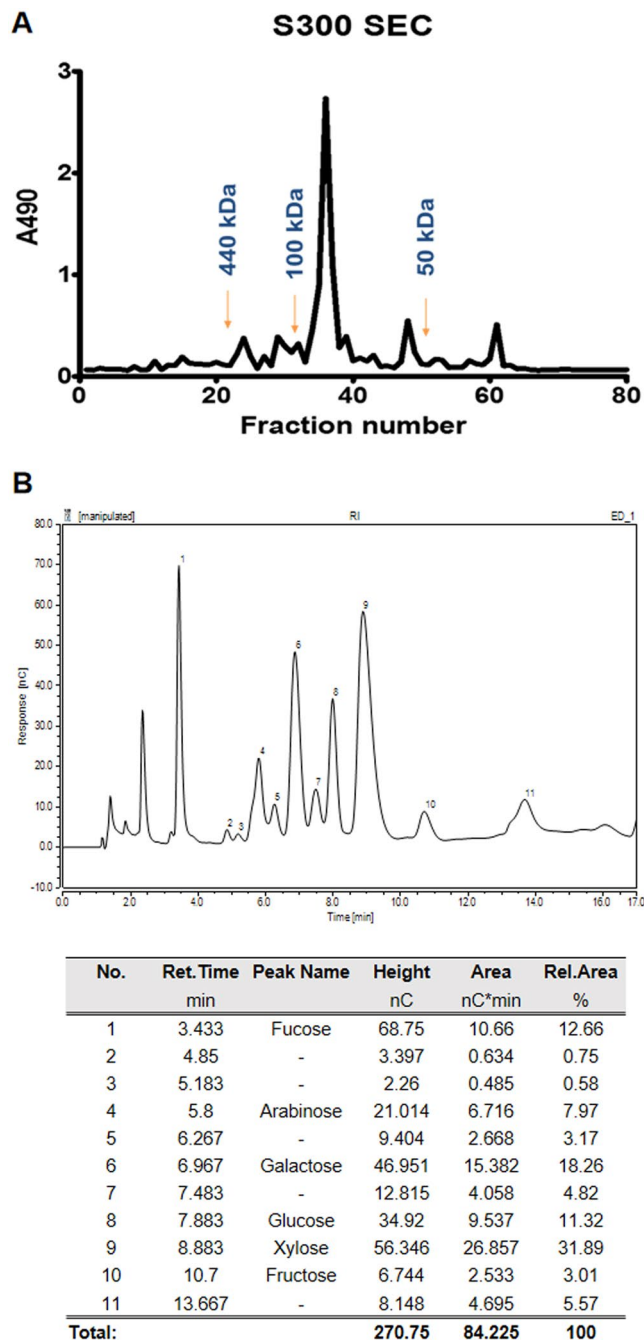 A
S300 SEC
3
2
1
0
A490
440 kDa
100 kDa
50 kDa
0 20 40 60 80
Fraction number
B
[manipulated] RI ED_1
80.0
70.0
60.0
50.0
40.0
30.0
20.0
10.0
0.0
-10.0
Response [nC]
1
2
3
4
5
6
7
8
9
10
11
0.0 2.0 4.0 6.0 8.0 10.0 12.0 14.0 16.0 17.0
Time [min]
No. Ret.Time Peak Name Height Area Rel.Area
min nC nC*min %
1 3.433 Fucose 68.75 10.66 12.66
2 4.85 - 3.397 0.634 0.75
3 5.183 - 2.26 0.485 0.58
4 5.8 Arabinose 21.014 6.716 7.97
5 6.267 - 9.404 2.668 3.17
6 6.967 Galactose 46.951 15.382 18.26
7 7.483 - 12.815 4.058 4.82
8 7.883 Glucose 34.92 9.537 11.32
9 8.883 Xylose 56.346 26.857 31.89
10 10.7 Fructose 6.744 2.533 3.01
11 13.667 - 8.148 4.695 5.57
Total: 270.75 84.225 100